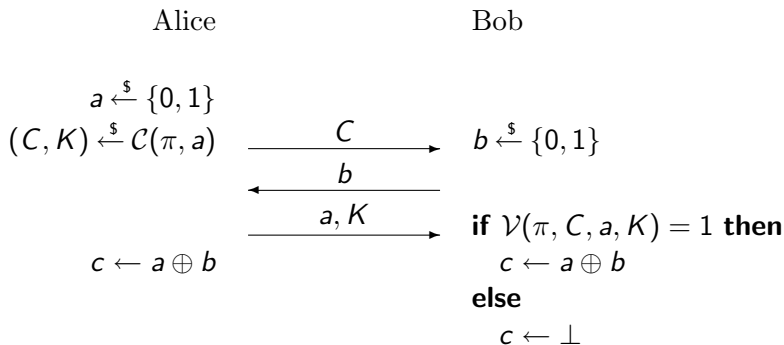 Alice Bob
a ←$ {0, 1}
(C, K) ←$ 𝒞(π, a) C b ←$ {0, 1}
b
a, K if 𝒱(π, C, a, K) = 1 then
c ← a ⊕ b c ← a ⊕ b
else
c ← ⊥